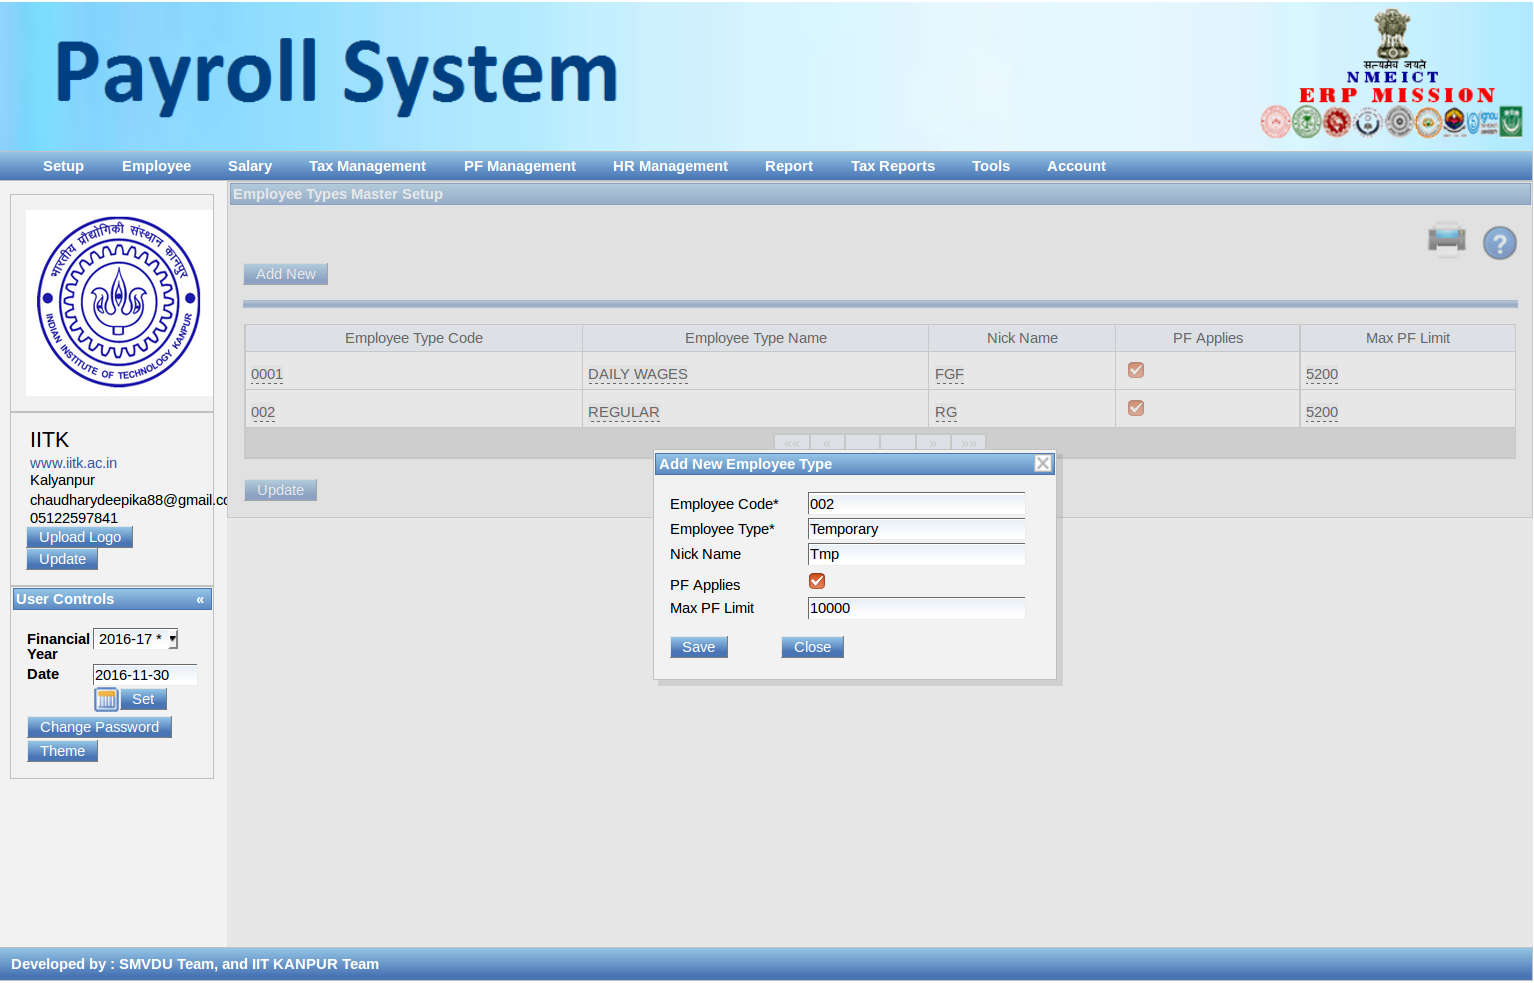 Payroll System
सत्यमेव जयते
NMEICT
ERP MISSION
Setup Employee Salary Tax Management PF Management HR Management Report Tax Reports Tools Account
भारतीय प्रौद्योगिकी संस्थान कानपुर
INDIAN INSTITUTE OF TECHNOLOGY KANPUR
IITK
www.iitk.ac.in
Kalyanpur
chaudharydeepika88@gmail.co
05122597841
Upload Logo
Update
User Controls «
Financial Year 2016-17 *
Date 2016-11-30
Set
Change Password
Theme
Employee Types Master Setup
?
Add New
Employee Type Code Employee Type Name Nick Name PF Applies Max PF Limit
0001 DAILY WAGES FGF 5200
002 REGULAR RG 5200
«« « » »»
Update
Add New Employee Type
Employee Code* 002
Employee Type* Temporary
Nick Name Tmp
PF Applies
Max PF Limit 10000
Save Close
Developed by : SMVDU Team, and IIT KANPUR Team